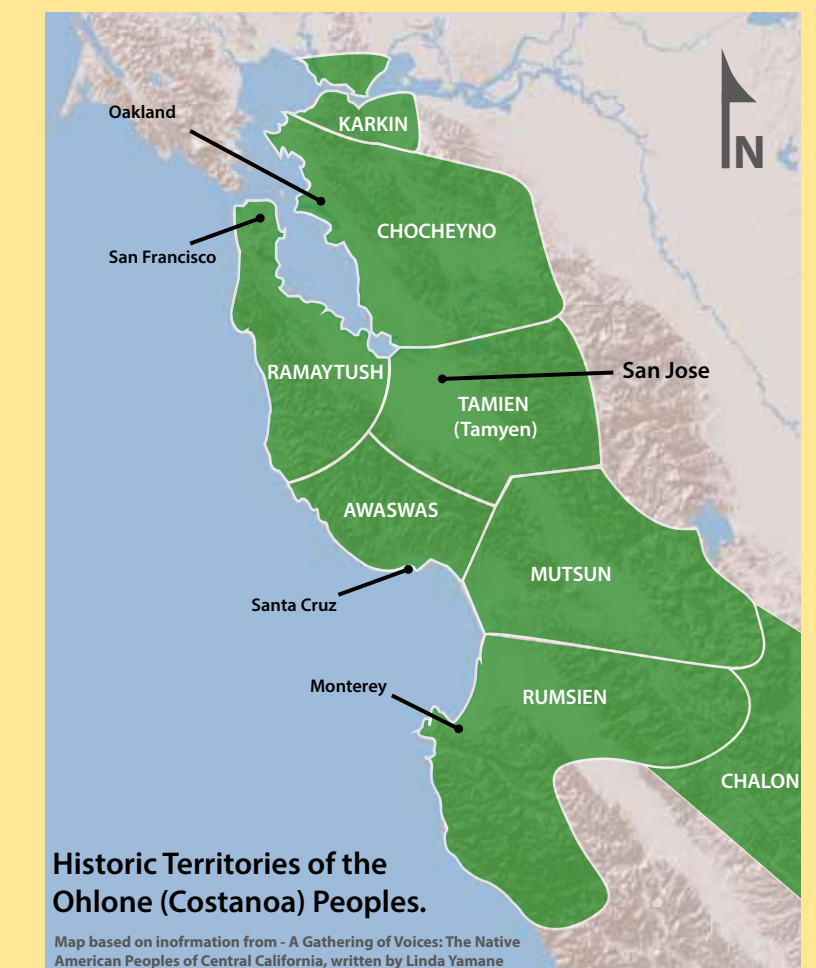 Oakland
KARKIN
N
CHOCHEYNO
San Francisco
RAMAYTUSH
San Jose
TAMIEN
(Tamyen)
AWASWAS
MUTSUN
Santa Cruz
Monterey
RUMSIEN
CHALON
Historic Territories of the
Ohlone (Costanoa) Peoples.
Map based on inofrmation from - A Gathering of Voices: The Native
American Peoples of Central California, written by Linda Yamane